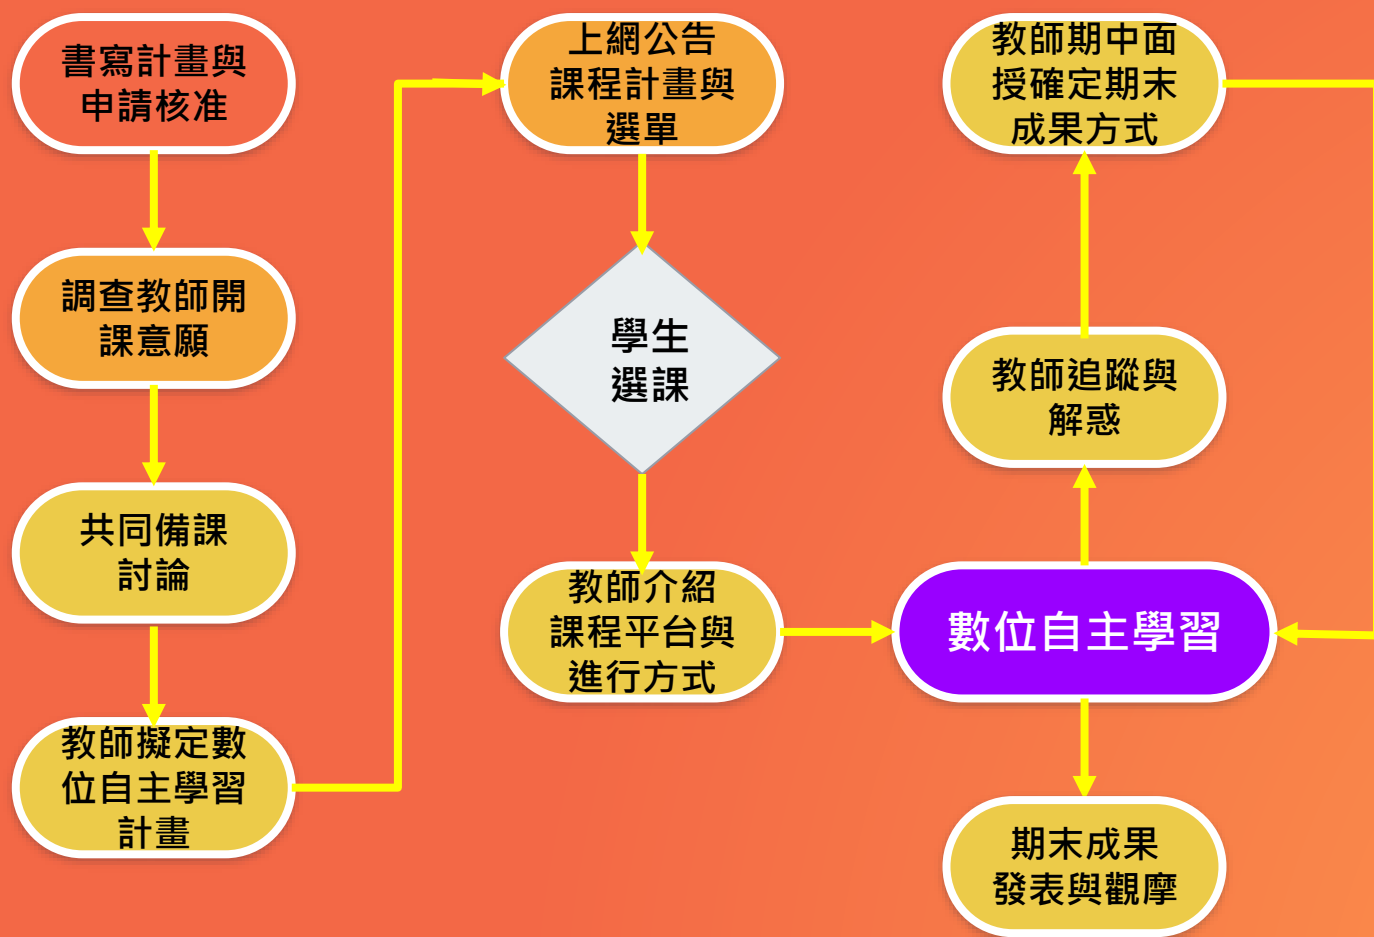 書寫計畫與
申請核准
調查教師開
課意願
共同備課
討論
教師擬定數
位自主學習
計畫
上網公告
課程計畫與
選單
學生
選課
教師介紹
課程平台與
進行方式
教師期中面
授確定期末
成果方式
教師追蹤與
解惑
數位自主學習
期末成果
發表與觀摩